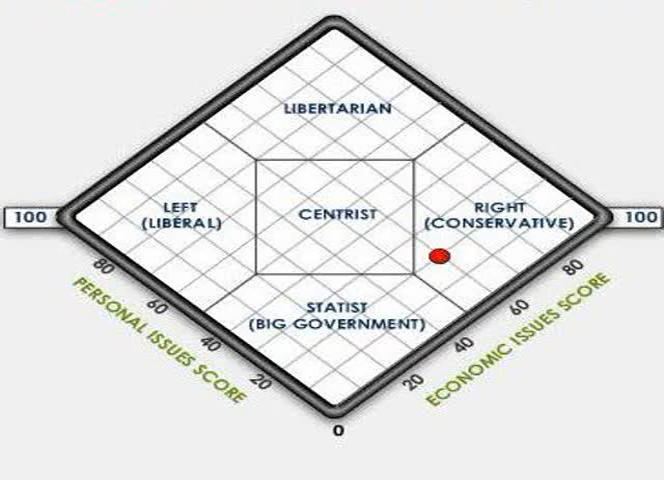 LIBERTARIAN
LEFT
(LIBERAL)
CENTRIST
RIGHT
(CONSERVATIVE)
100
100
STATIST
(BIG GOVERNMENT)
80
60
40
20
PERSONAL ISSUES SCORE
80
60
40
20
ECONOMIC ISSUES SCORE
0